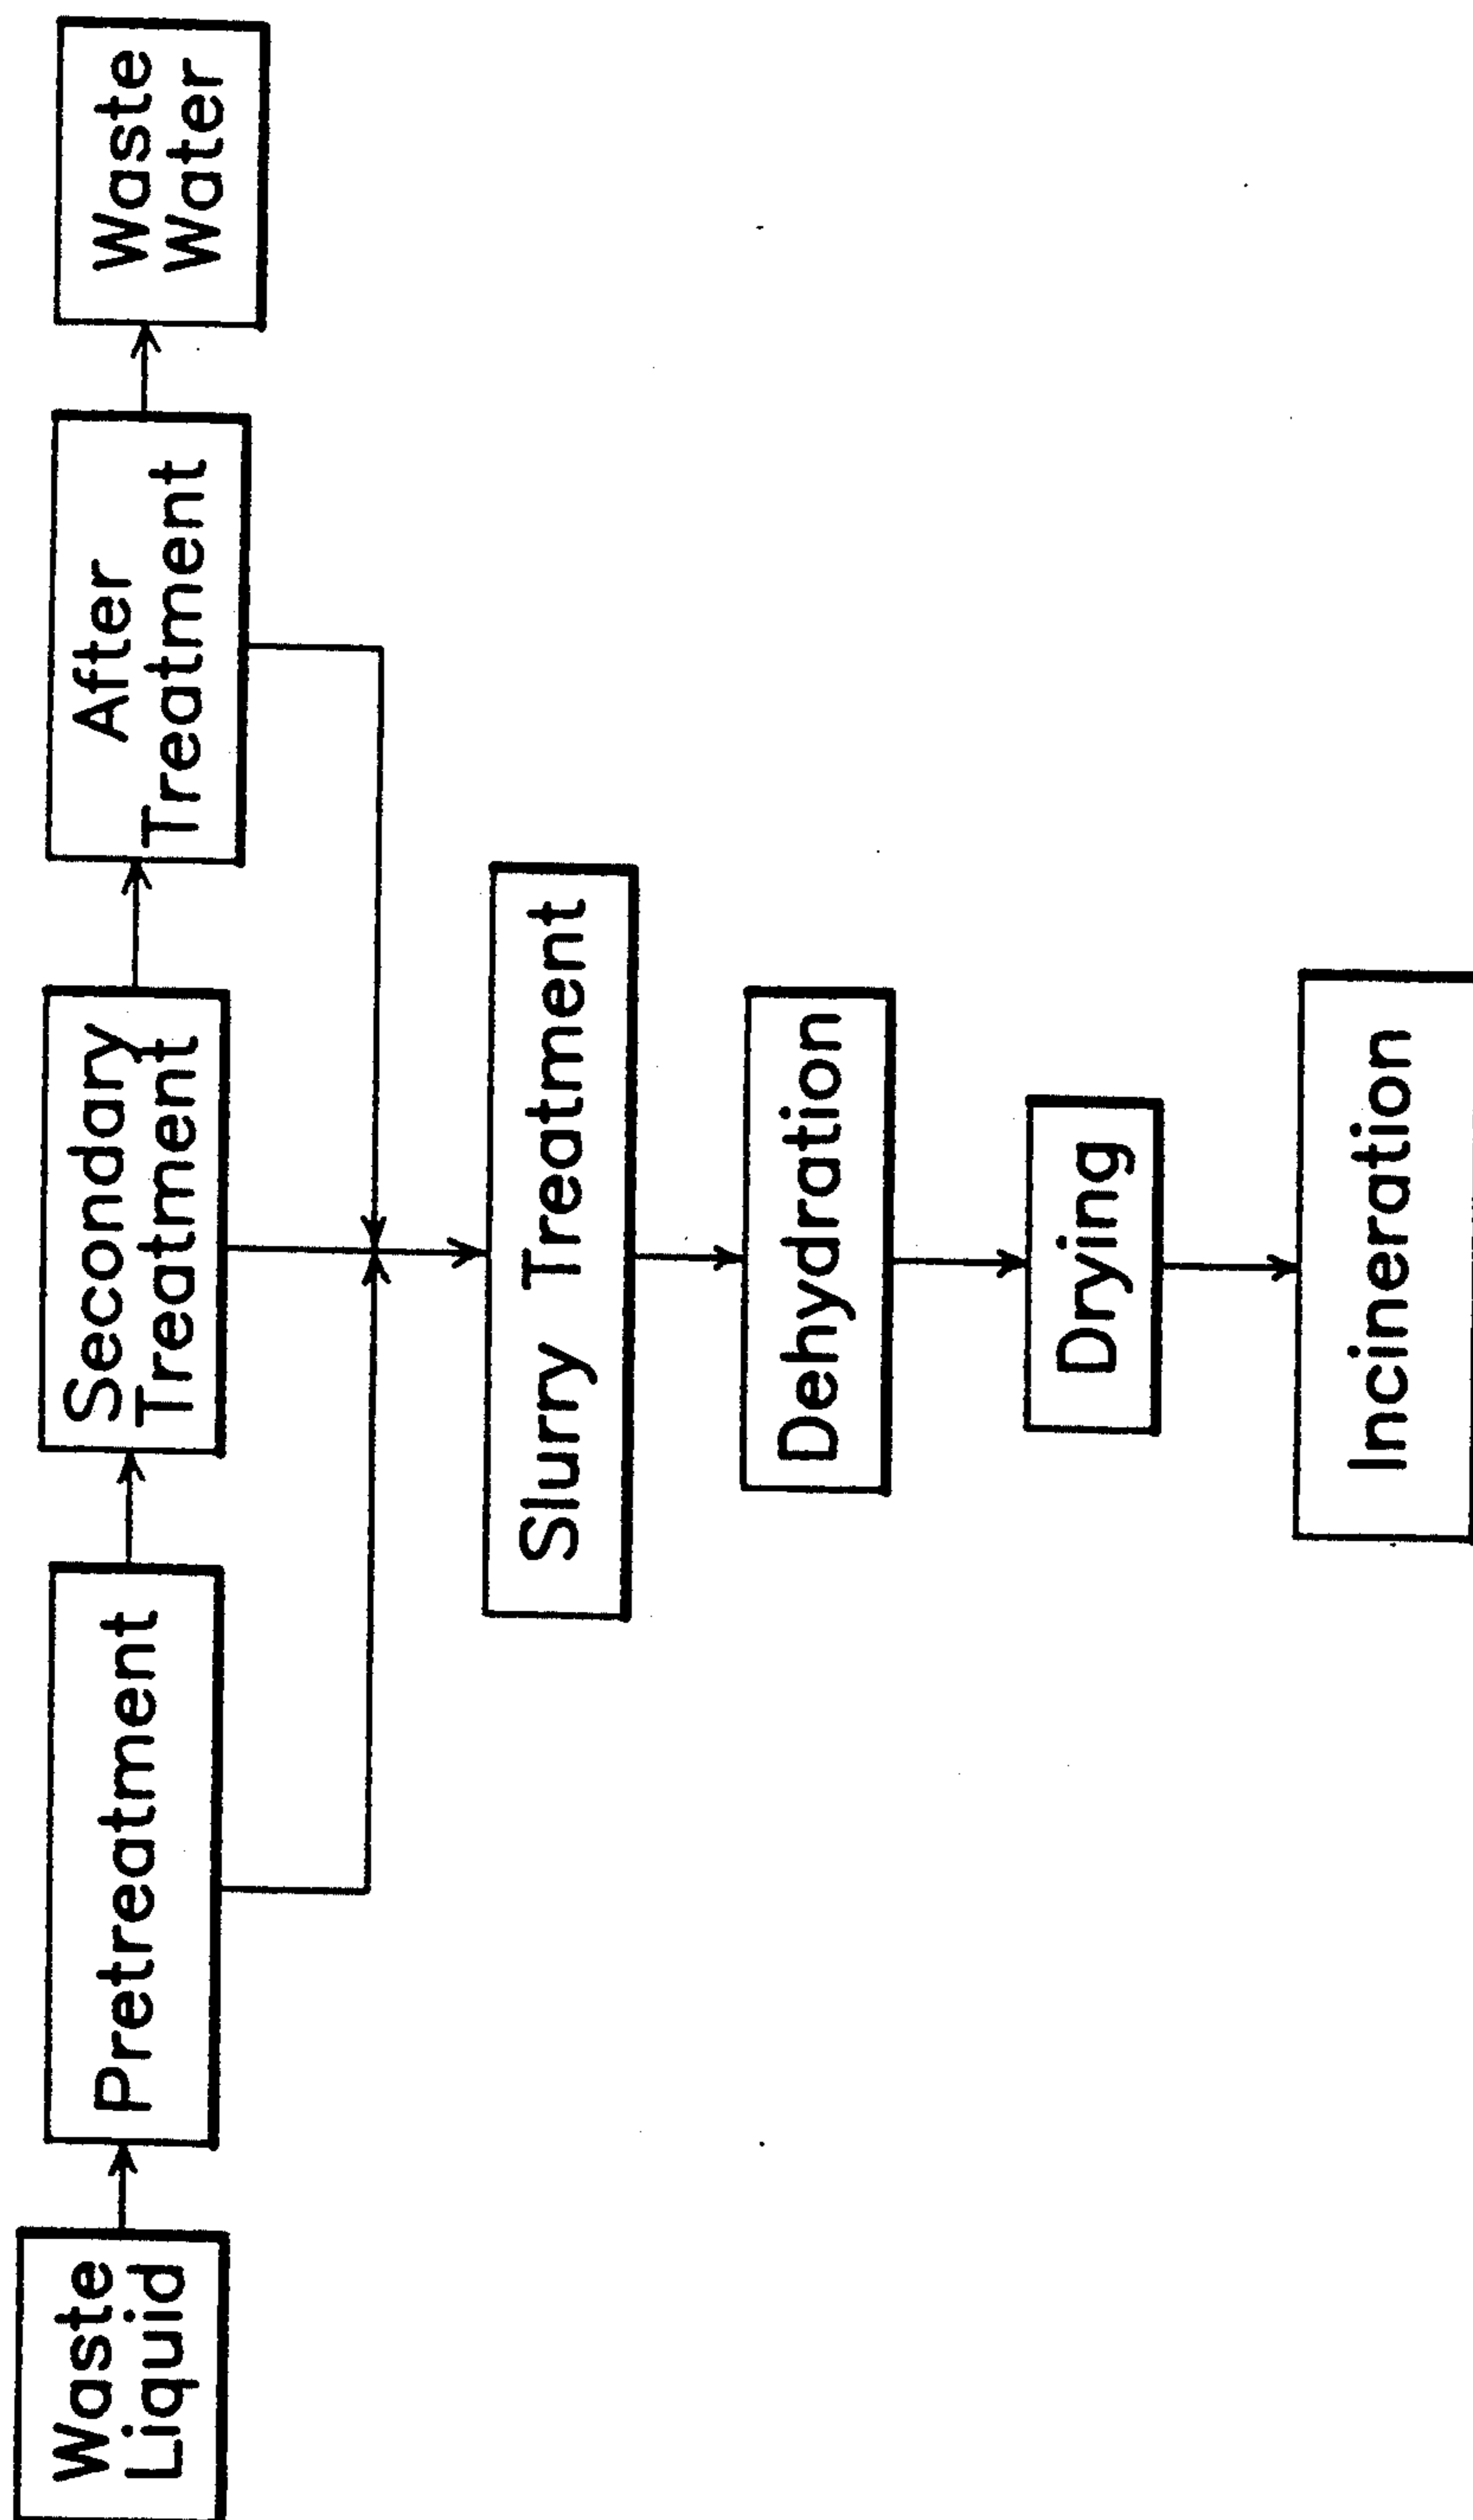 Waste
Liquid
Pretreatment
Secondary
Treatment
After
Treatment
Waste
Water
Slurry Treatment
Dehydration
Drying
Incineration